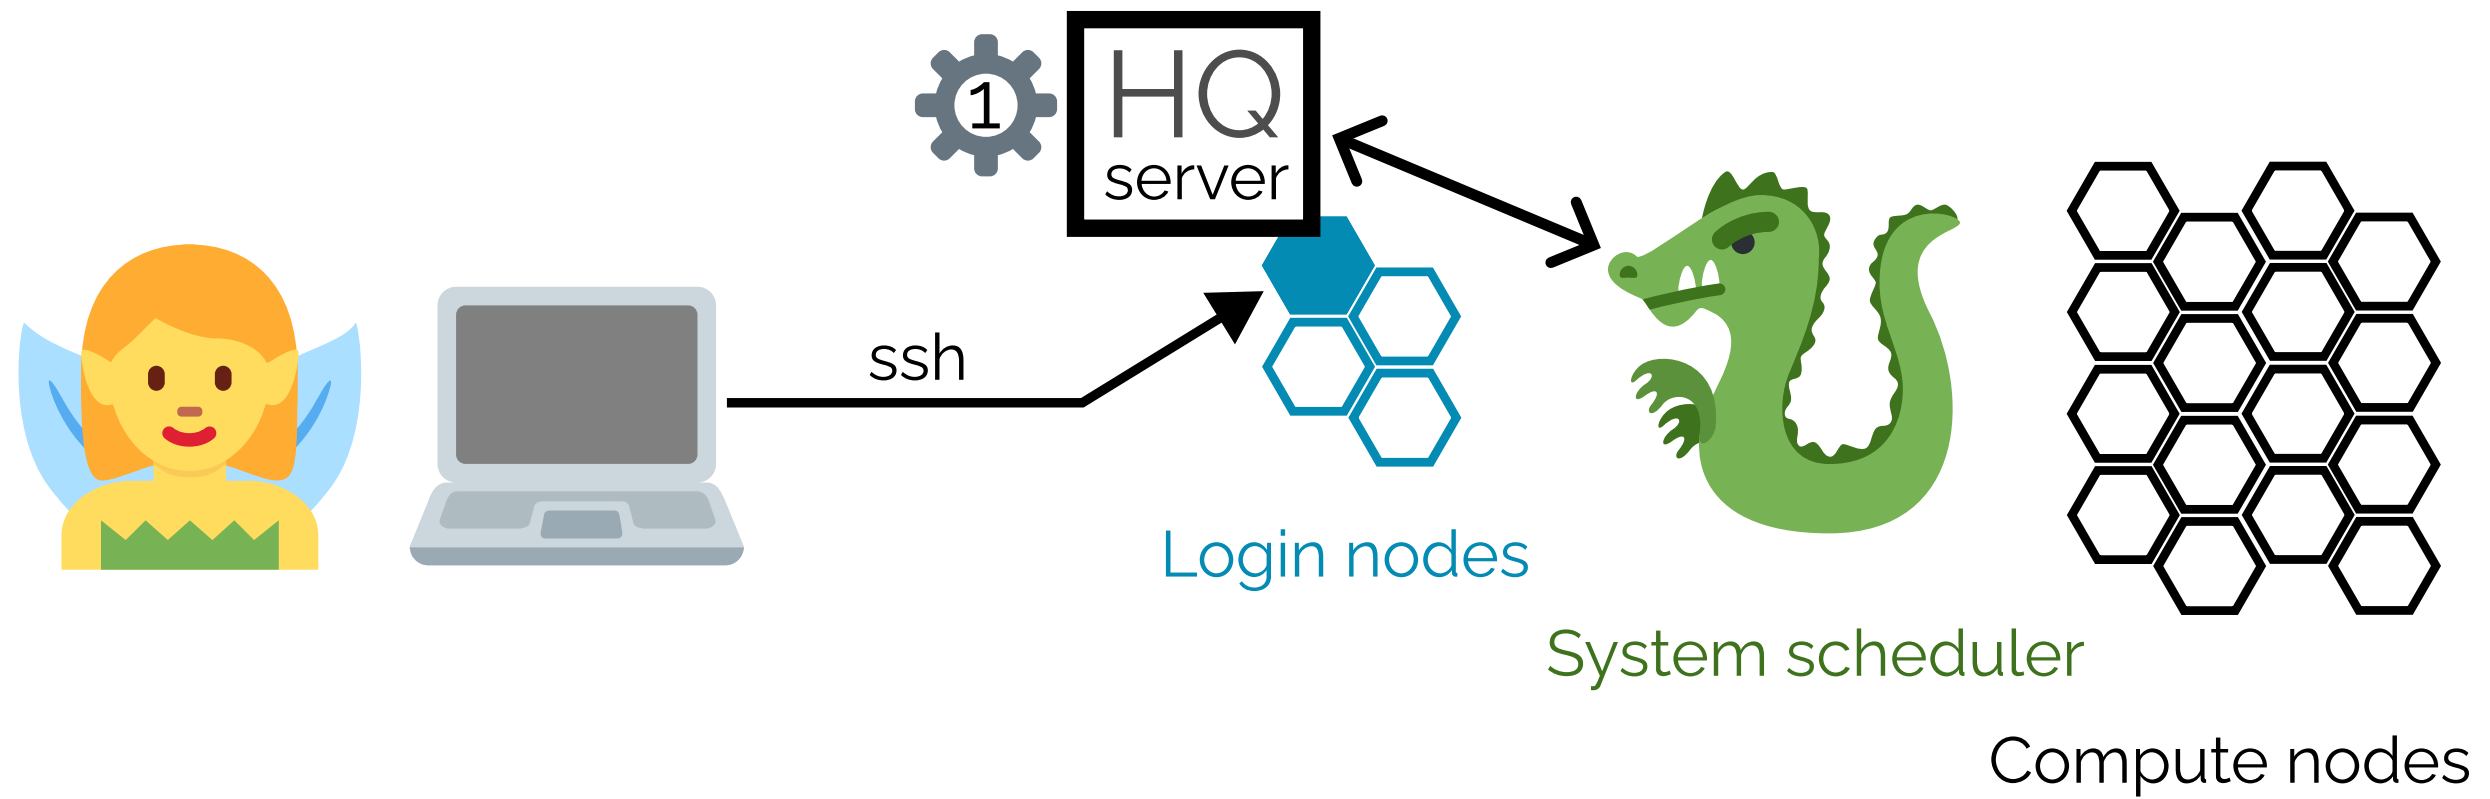 1
HQ
server
ssh
Login nodes
System scheduler
Compute nodes